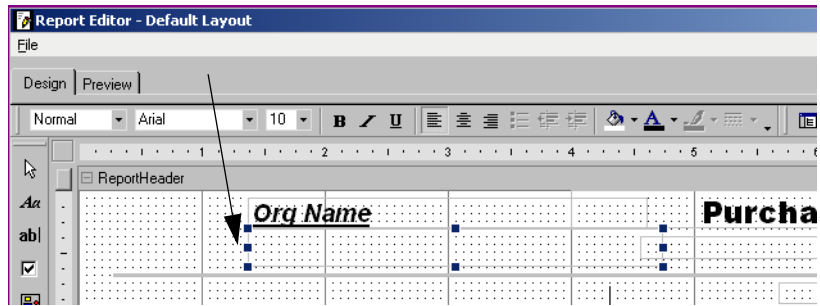 Report Editor - Default Layout
File
Design Preview
Normal Arial 10 B I U A
1 2 3 4 5 6
ReportHeader
Aa
ab|
Org Name
Purcha